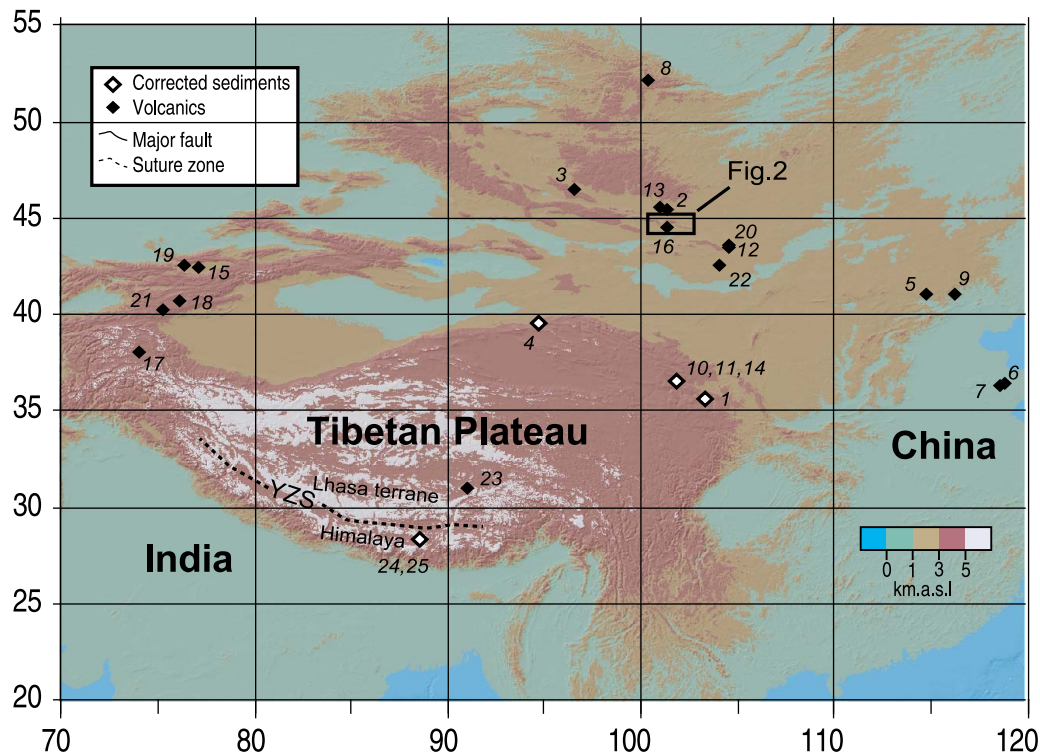 55
50
45
40
35
30
25
20
70
80
90
100
110
120
Corrected sediments
Volcanics
Major fault
Suture zone
8
3
13
2
Fig.2
16
20
12
22
19
15
21
18
17
4
5
9
10,11,14
1
6
7
Tibetan Plateau
China
23
Lhasa terrane
YZS
Himalaya
24,25
India
0 1 3 5
km.a.s.l